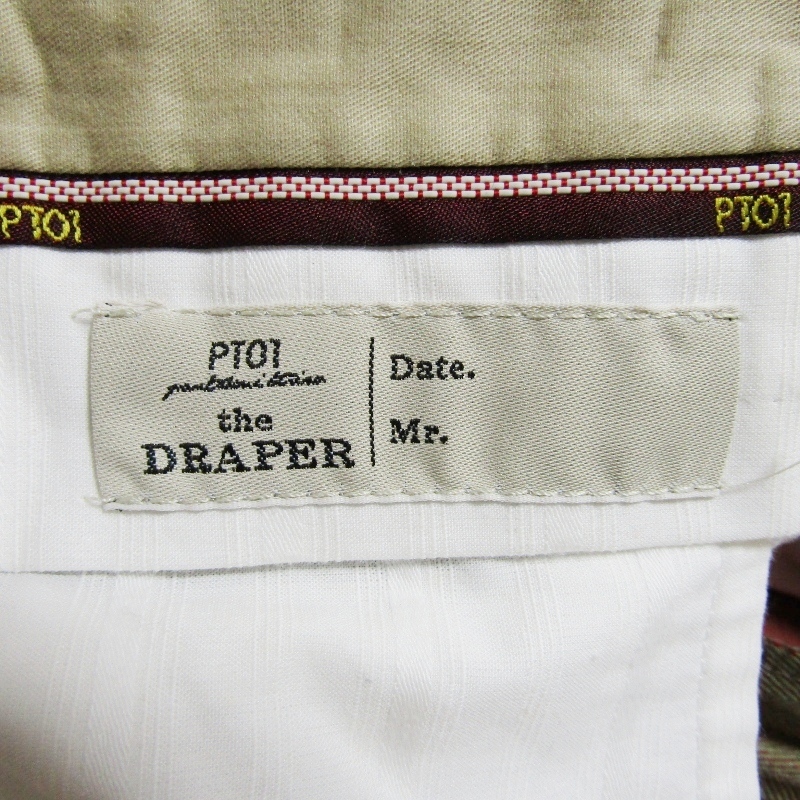 PT01
PT01
PT01
pantaloni torino
the
DRAPER
Date.
Mr.